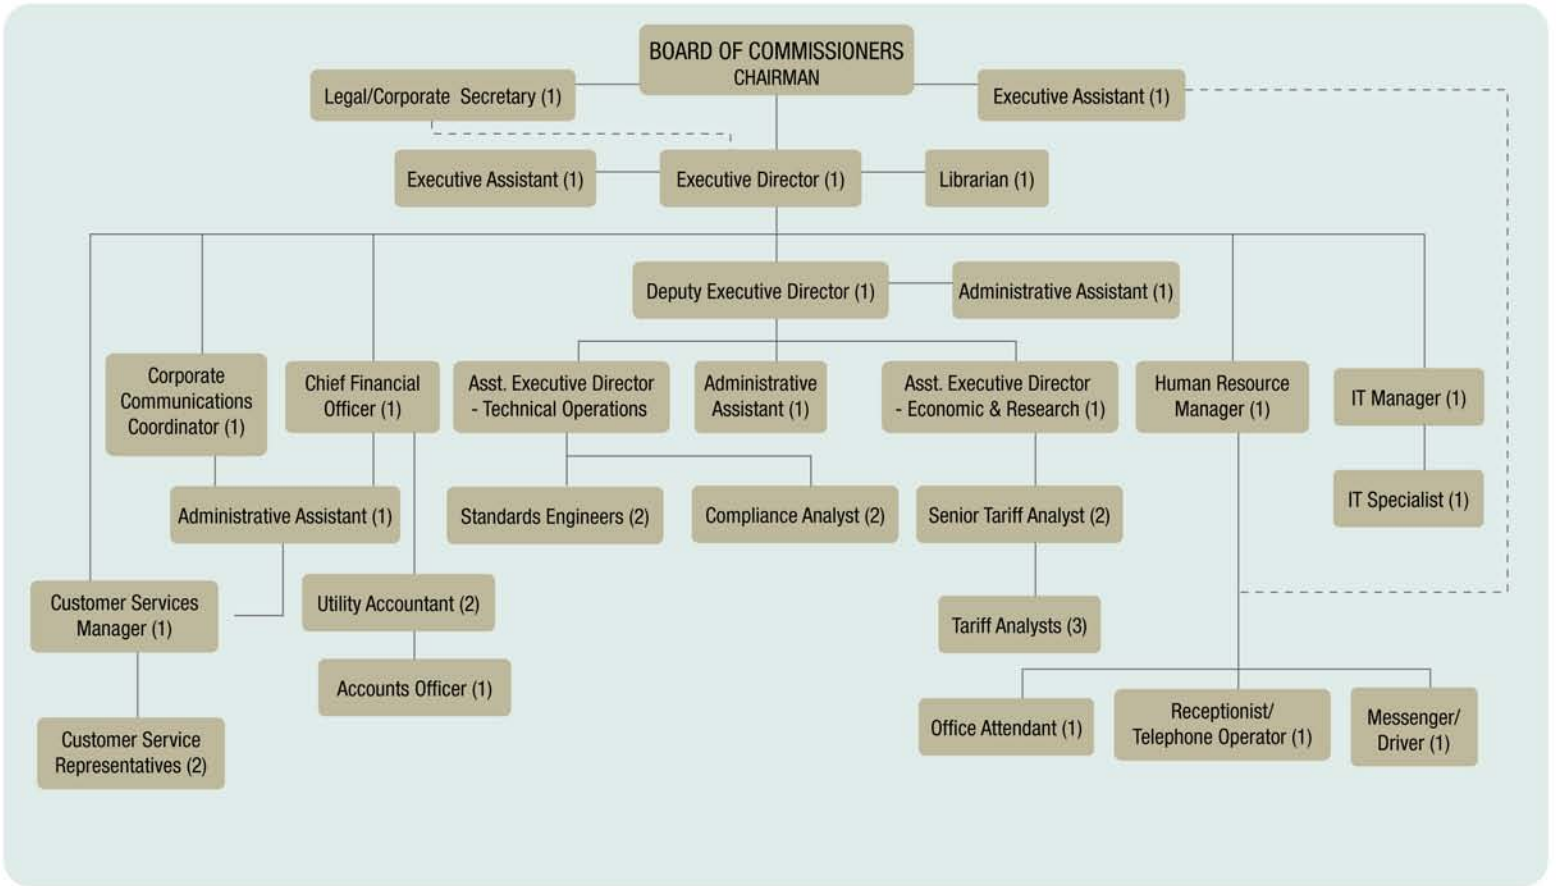 BOARD OF COMMISSIONERS
CHAIRMAN
Legal/Corporate Secretary (1)
Executive Assistant (1)
Executive Assistant (1)
Executive Director (1)
Librarian (1)
Deputy Executive Director (1)
Administrative Assistant (1)
Corporate
Communications
Coordinator (1)
Chief Financial
Officer (1)
Asst. Executive Director
- Technical Operations
Administrative
Assistant (1)
Asst. Executive Director
- Economic & Research (1)
Human Resource
Manager (1)
IT Manager (1)
Administrative Assistant (1)
Standards Engineers (2)
Compliance Analyst (2)
Senior Tariff Analyst (2)
IT Specialist (1)
Customer Services
Manager (1)
Utility Accountant (2)
Tariff Analysts (3)
Accounts Officer (1)
Customer Service
Representatives (2)
Office Attendant (1)
Receptionist/
Telephone Operator (1)
Messenger/
Driver (1)